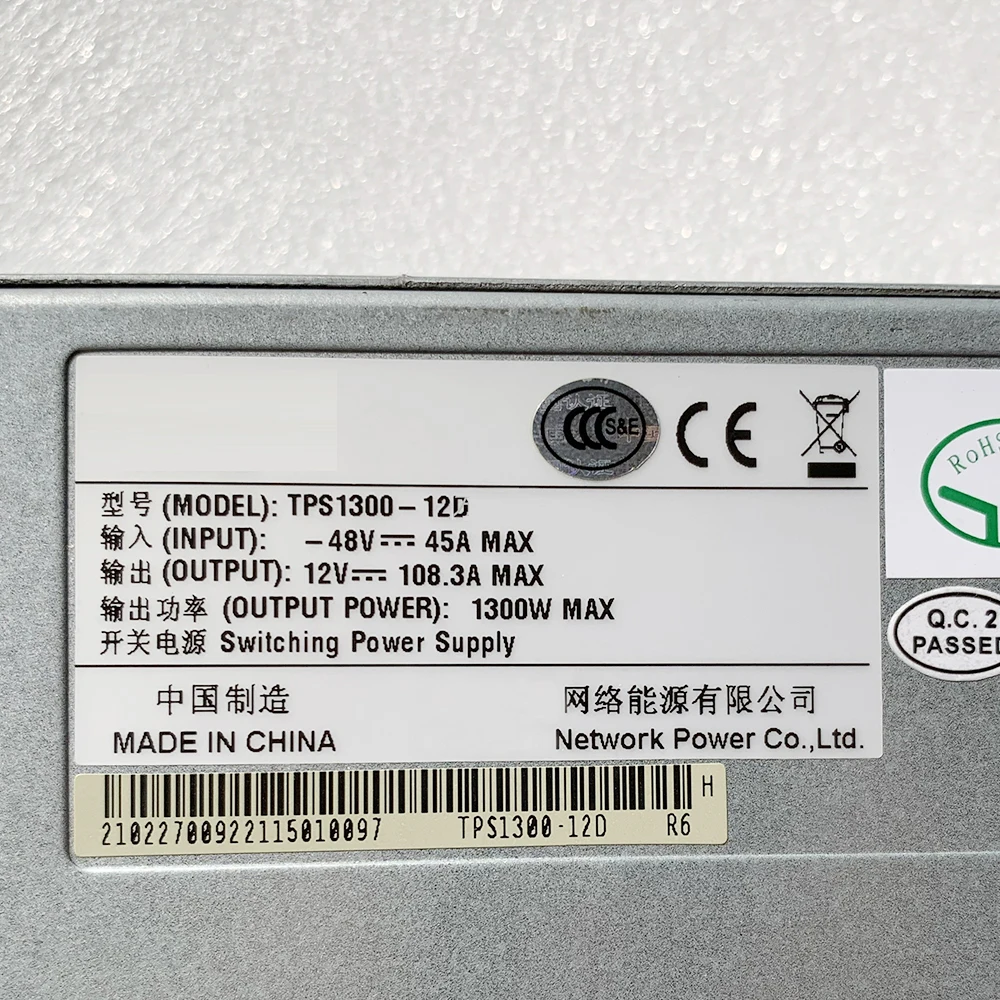 CCC S&E CE
RoHS
型号 (MODEL): TPS1300-12D
输入 (INPUT): -48V⎓ 45A MAX
输出 (OUTPUT): 12V⎓ 108.3A MAX
输出功率 (OUTPUT POWER): 1300W MAX
开关电源 Switching Power Supply
Q.C. 2
PASSED
中国制造
网络能源有限公司
MADE IN CHINA
Network Power Co.,Ltd.
H
21022700922115010097 TPS1300-12D R6